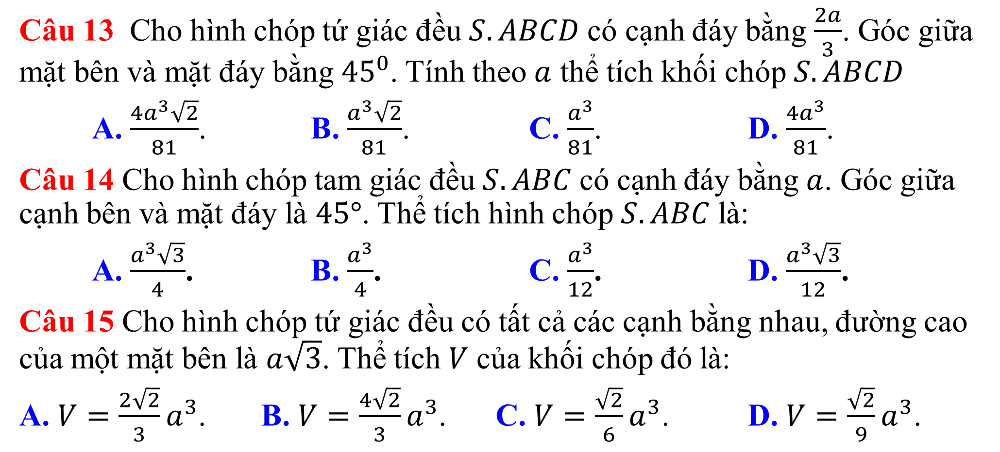 Câu 13 Cho hình chóp tứ giác đều S.ABCD có cạnh đáy bằng \frac{2a}{3}. Góc giữa
mặt bên và mặt đáy bằng 45⁰. Tính theo a thể tích khối chóp S.ABCD
A. \frac{4a^3\sqrt{2}}{81}. B. \frac{a^3\sqrt{2}}{81}. C. \frac{a^3}{81}. D. \frac{4a^3}{81}.
Câu 14 Cho hình chóp tam giác đều S.ABC có cạnh đáy bằng a. Góc giữa
cạnh bên và mặt đáy là 45°. Thể tích hình chóp S.ABC là:
A. \frac{a^3\sqrt{3}}{4}. B. \frac{a^3}{4}. C. \frac{a^3}{12}. D. \frac{a^3\sqrt{3}}{12}.
Câu 15 Cho hình chóp tứ giác đều có tất cả các cạnh bằng nhau, đường cao
của một mặt bên là a\sqrt{3}. Thể tích V của khối chóp đó là:
A. V = \frac{2\sqrt{2}}{3}a^3. B. V = \frac{4\sqrt{2}}{3}a^3. C. V = \frac{\sqrt{2}}{6}a^3. D. V = \frac{\sqrt{2}}{9}a^3.